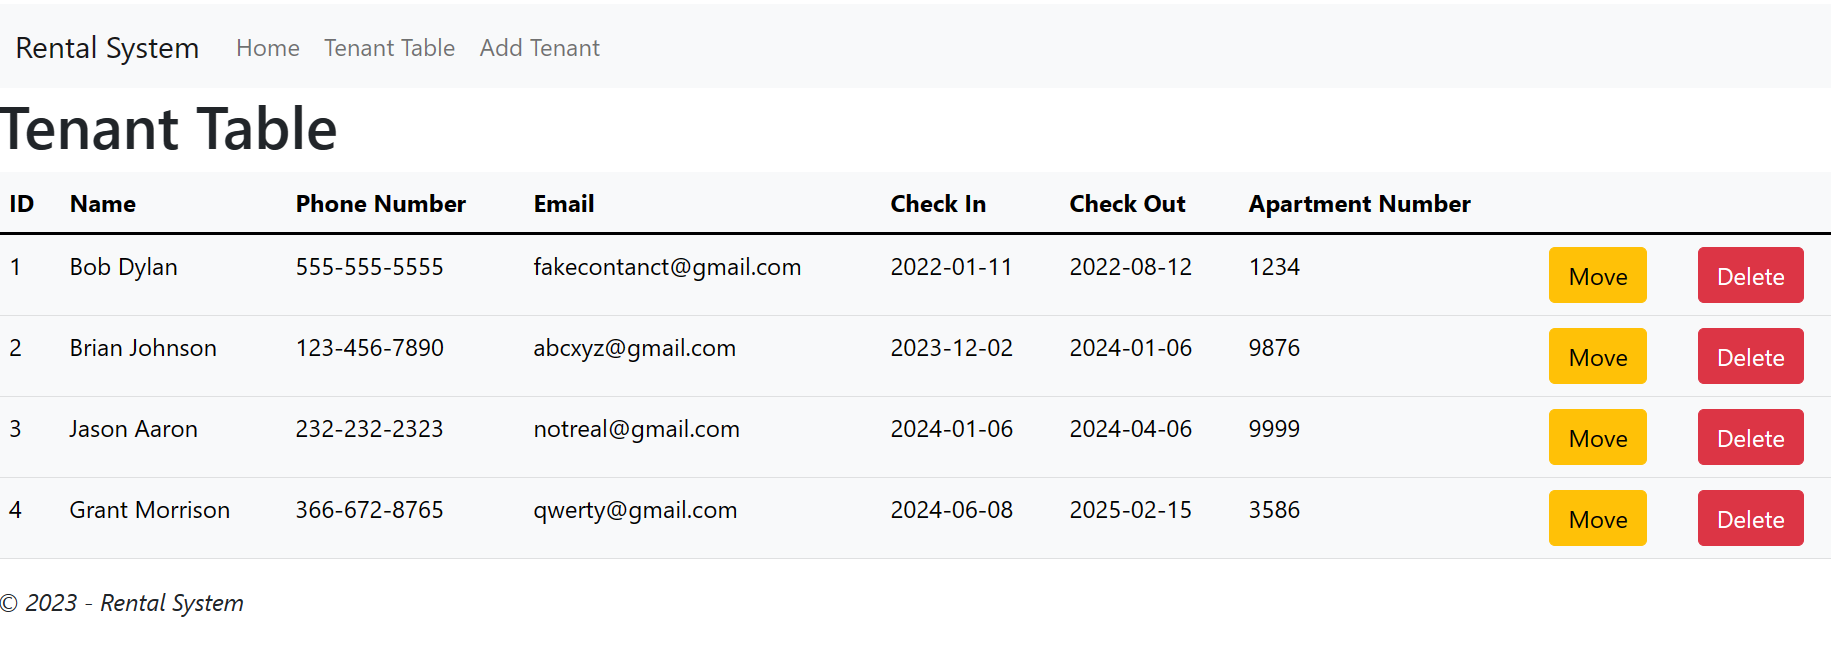 Rental System Home Tenant Table Add Tenant
Tenant Table
ID Name Phone Number Email Check In Check Out Apartment Number
1 Bob Dylan 555-555-5555 fakecontanct@gmail.com 2022-01-11 2022-08-12 1234 Move Delete
2 Brian Johnson 123-456-7890 abcxyz@gmail.com 2023-12-02 2024-01-06 9876 Move Delete
3 Jason Aaron 232-232-2323 notreal@gmail.com 2024-01-06 2024-04-06 9999 Move Delete
4 Grant Morrison 366-672-8765 qwerty@gmail.com 2024-06-08 2025-02-15 3586 Move Delete
© 2023 - Rental System